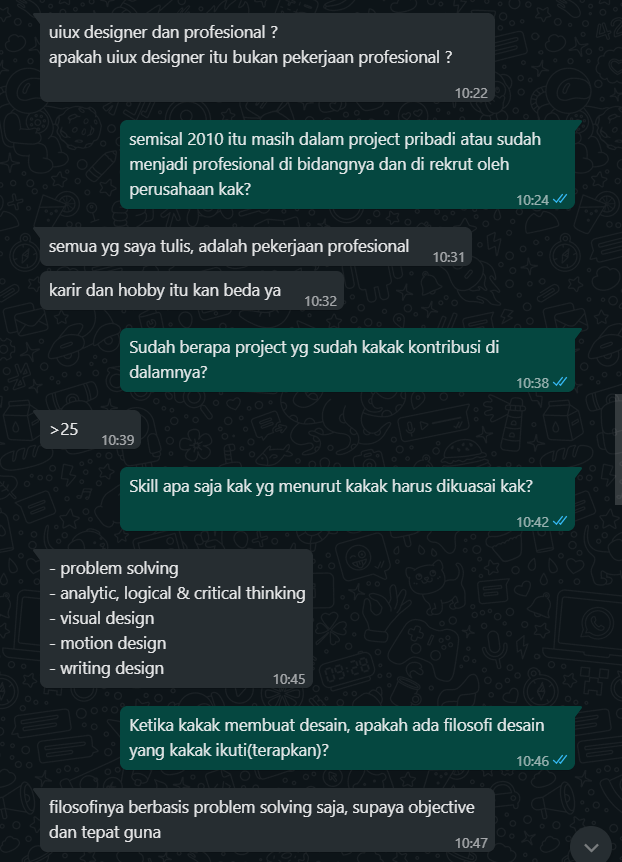 uiux designer dan profesional ?
apakah uiux designer itu bukan pekerjaan profesional ?
10:22
semisal 2010 itu masih dalam project pribadi atau sudah
menjadi profesional di bidangnya dan di rekrut oleh
perusahaan kak?
10:24
semua yg saya tulis, adalah pekerjaan profesional
10:31
karir dan hobby itu kan beda ya
10:32
Sudah berapa project yg sudah kakak kontribusi di
dalamnya?
10:38
>25
10:39
Skill apa saja kak yg menurut kakak harus dikuasai kak?
10:42
- problem solving
- analytic, logical & critical thinking
- visual design
- motion design
- writing design
10:45
Ketika kakak membuat desain, apakah ada filosofi desain
yang kakak ikuti(terapkan)?
10:46
filosofinya berbasis problem solving saja, supaya objective
dan tepat guna
10:47